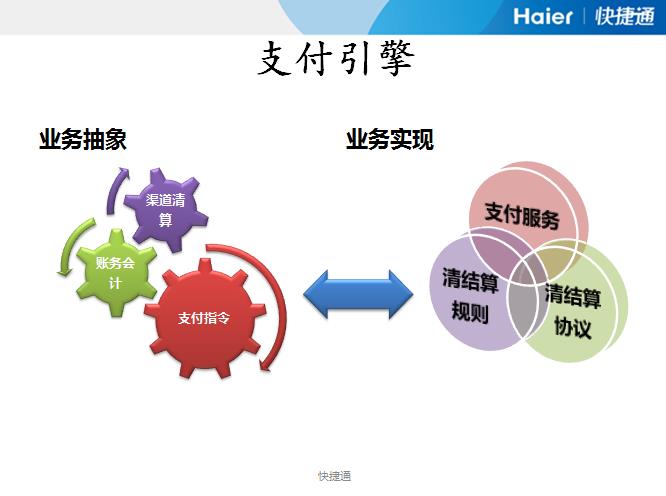 Haier 快捷通
支付引擎
业务抽象
业务实现
渠道清
算
账务会
计
支付指令
支付服务
清结算
规则
清结算
协议
快捷通